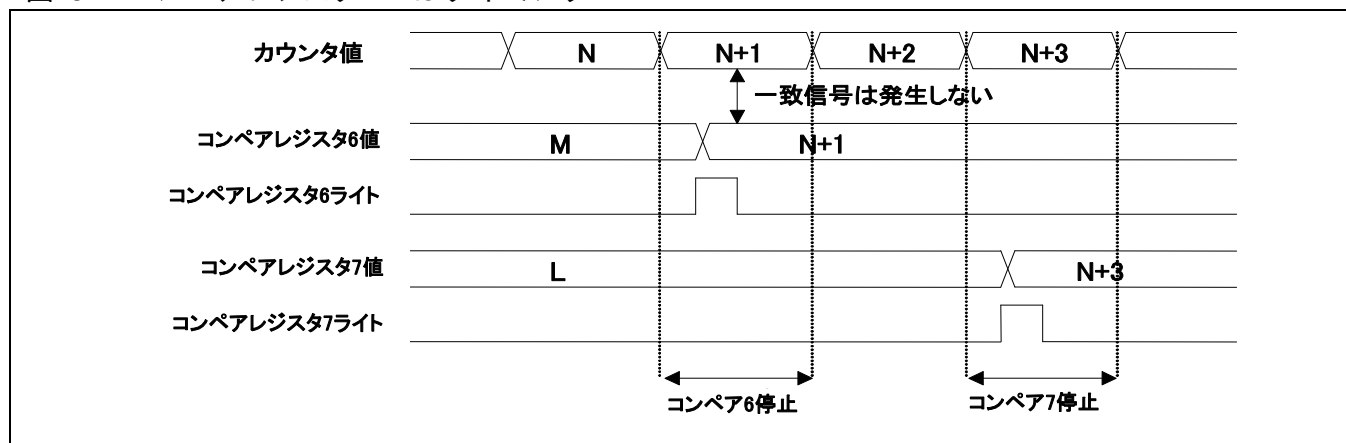 カウンタ値
N
N+1
N+2
N+3
一致信号は発生しない
コンペアレジスタ6値
M
N+1
コンペアレジスタ6ライト
コンペアレジスタ7値
L
N+3
コンペアレジスタ7ライト
コンペア6停止
コンペア7停止